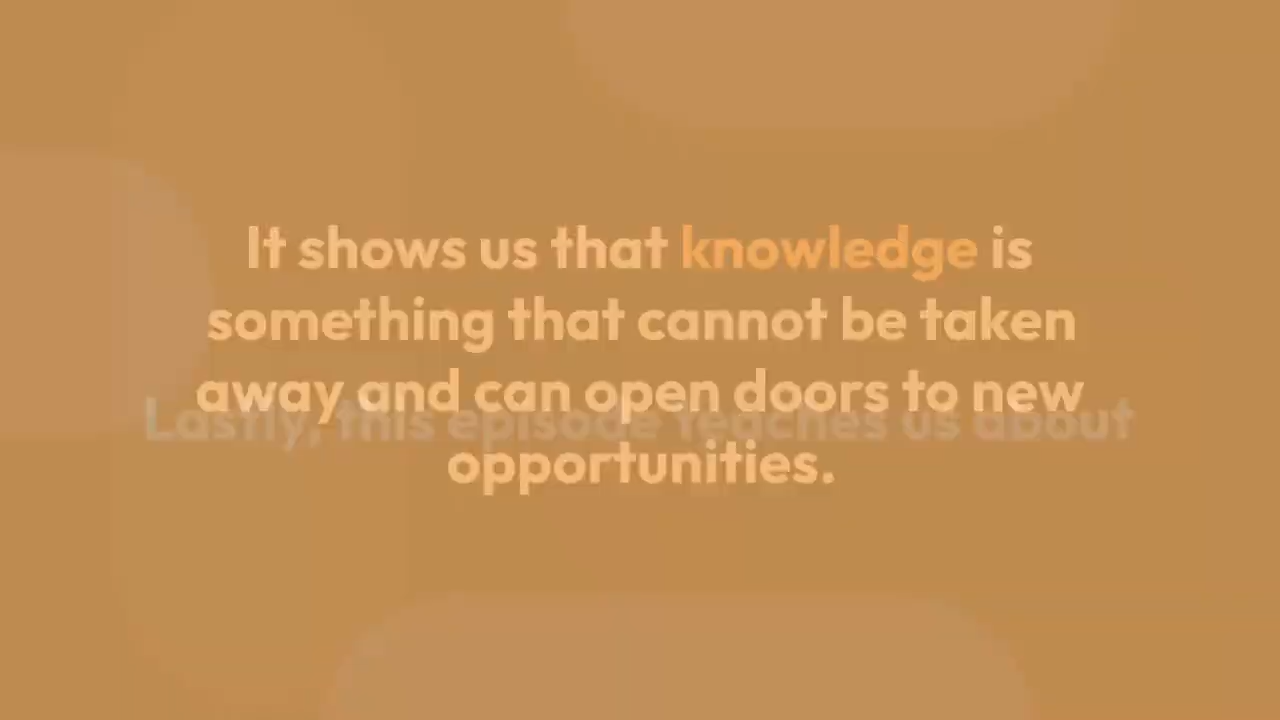 It shows us that knowledge is
something that cannot be taken
away and can open doors to new
Lastly, this episode teaches us about
opportunities.